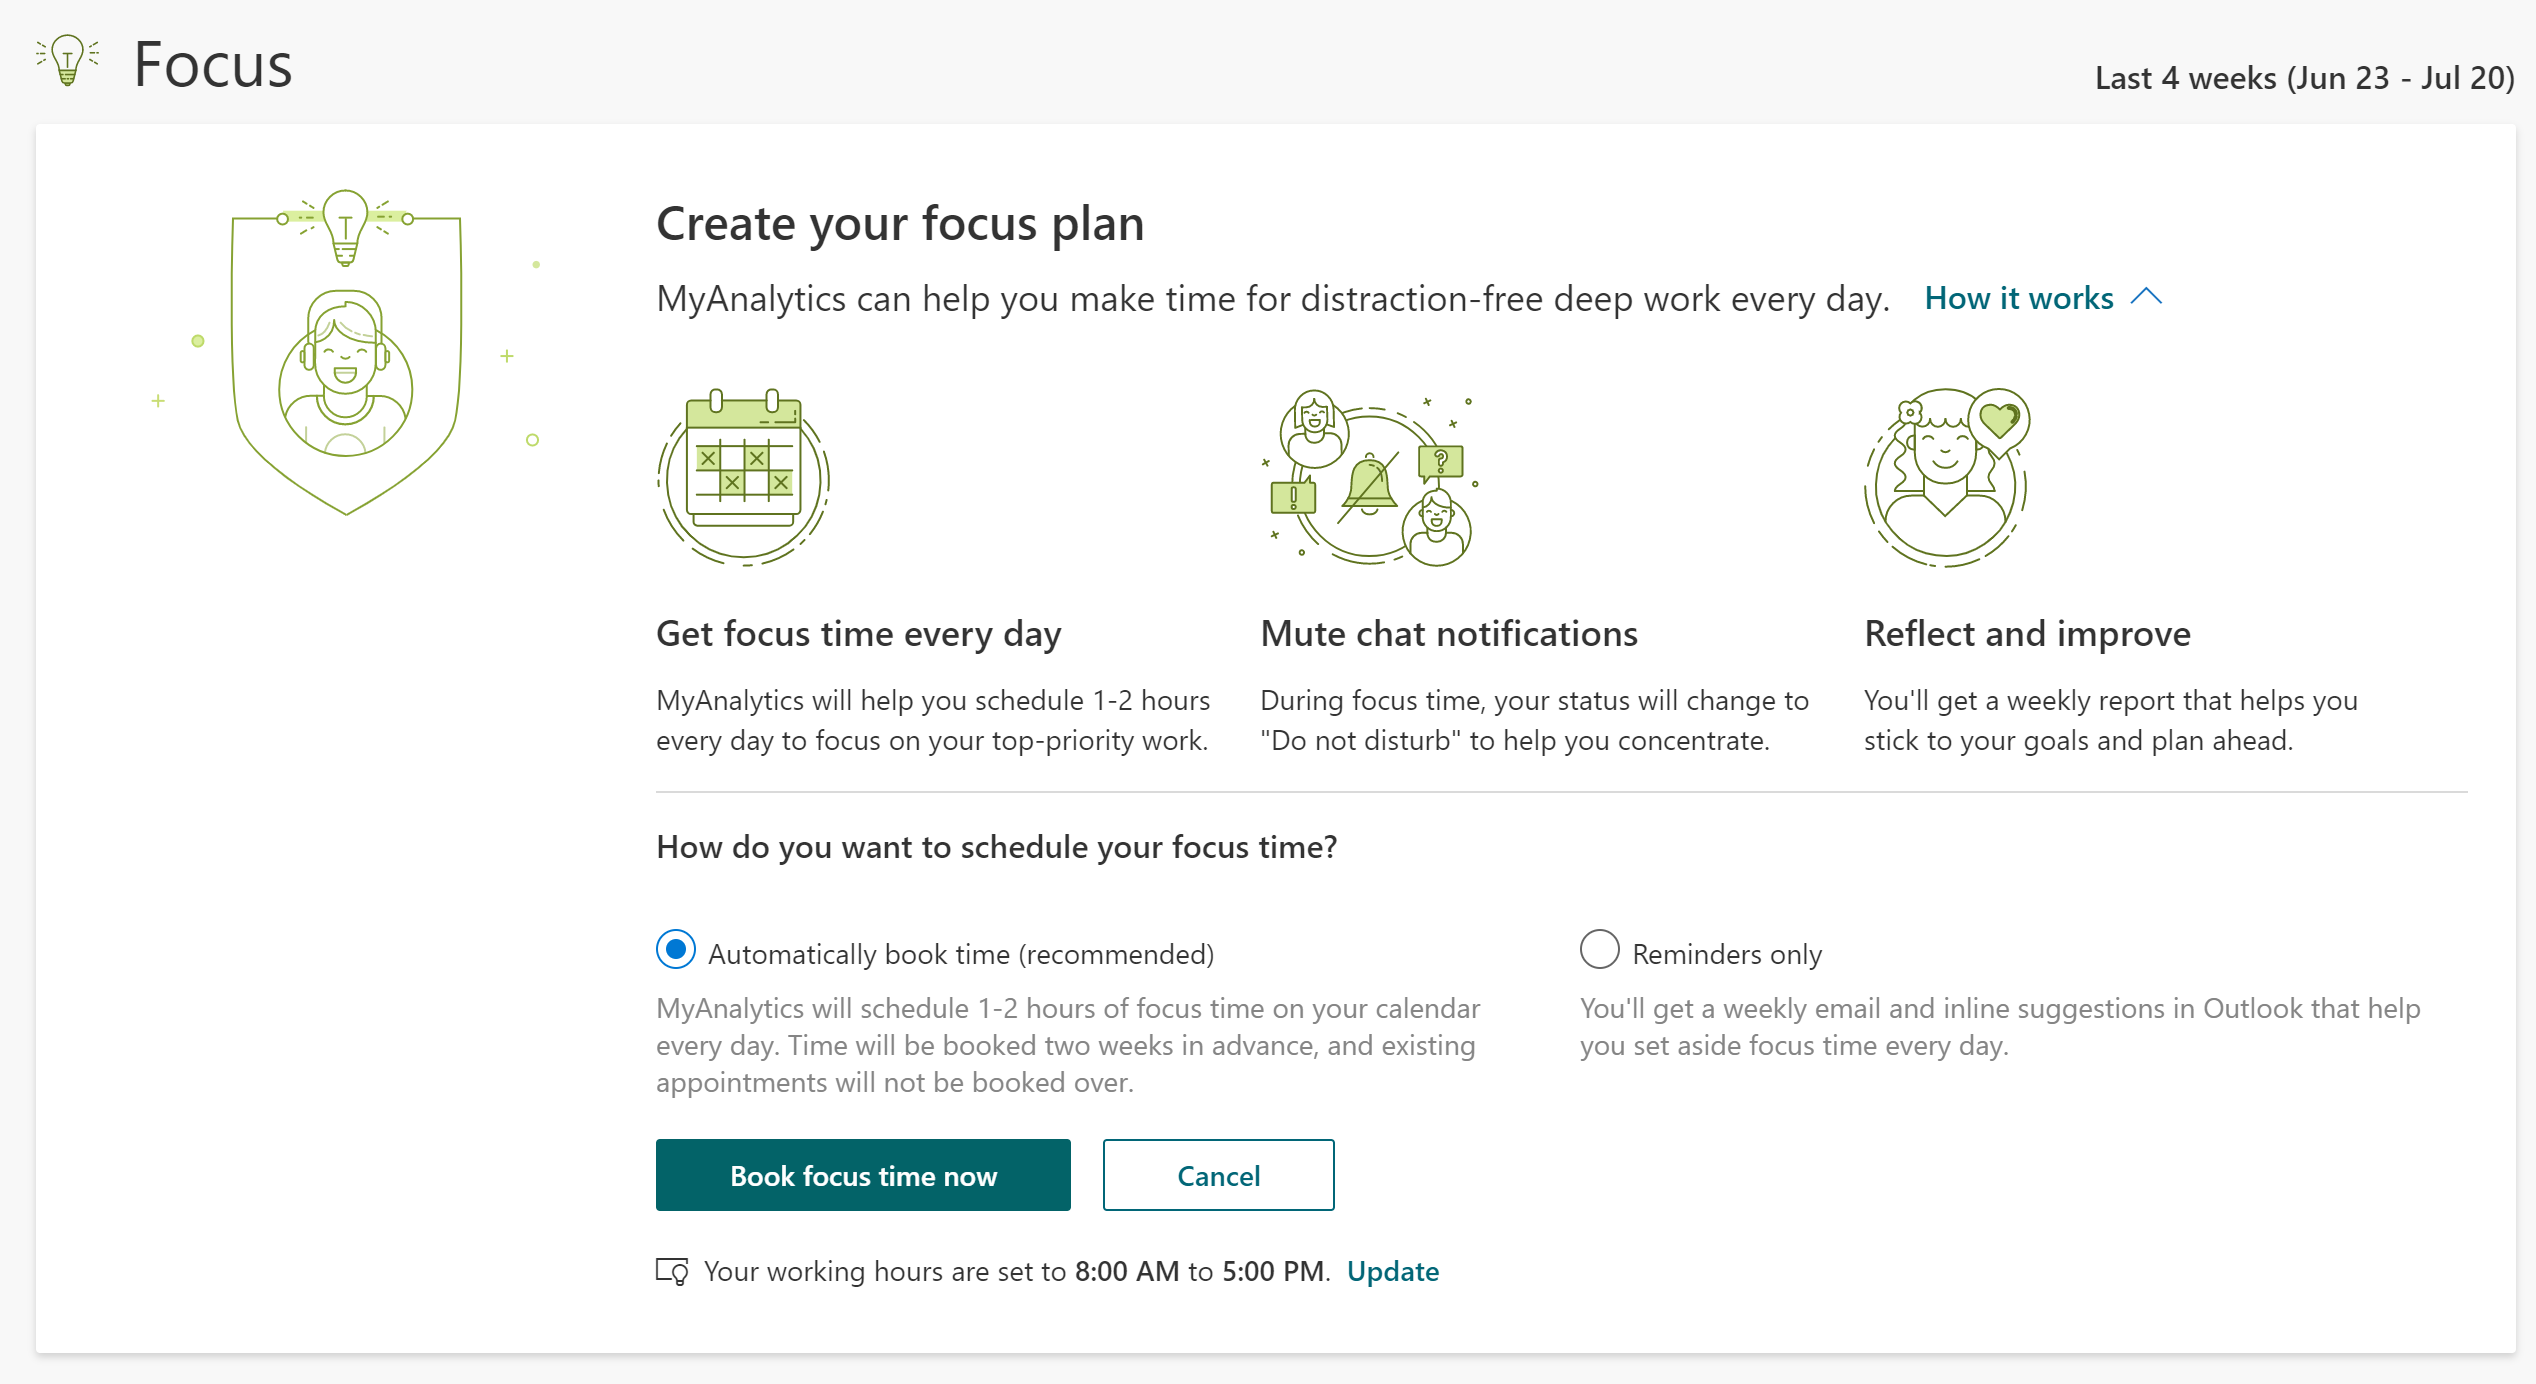 Focus
Last 4 weeks (Jun 23 - Jul 20)
Create your focus plan
MyAnalytics can help you make time for distraction-free deep work every day. How it works
Get focus time every day
MyAnalytics will help you schedule 1-2 hours
every day to focus on your top-priority work.
Mute chat notifications
During focus time, your status will change to
"Do not disturb" to help you concentrate.
Reflect and improve
You'll get a weekly report that helps you
stick to your goals and plan ahead.
How do you want to schedule your focus time?
Automatically book time (recommended)
MyAnalytics will schedule 1-2 hours of focus time on your calendar
every day. Time will be booked two weeks in advance, and existing
appointments will not be booked over.
Reminders only
You'll get a weekly email and inline suggestions in Outlook that help
you set aside focus time every day.
Book focus time now
Cancel
Your working hours are set to 8:00 AM to 5:00 PM. Update